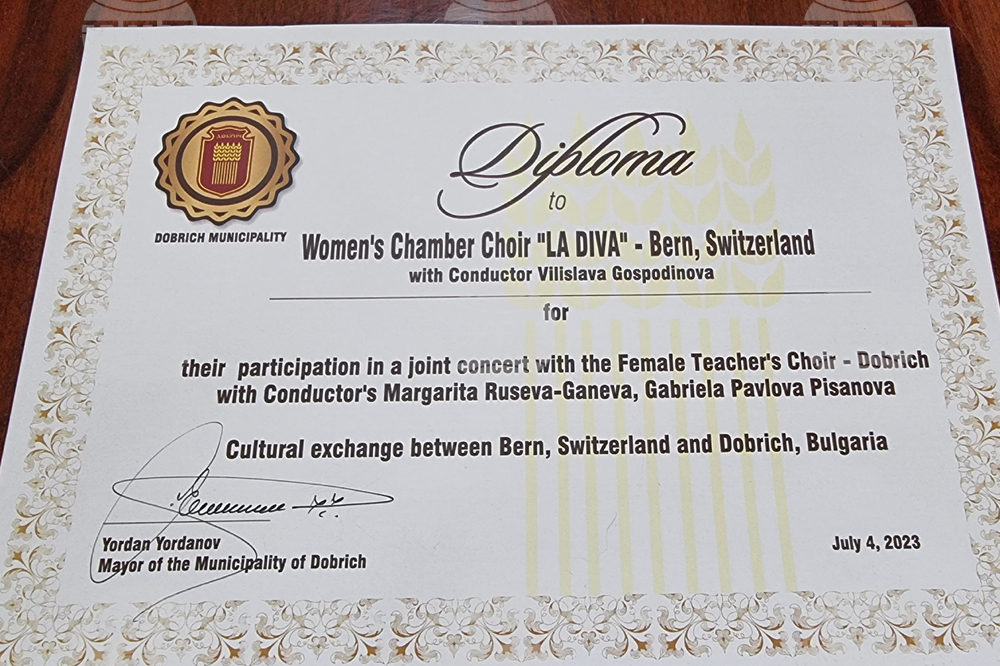 Diploma
to
DOBRICH MUNICIPALITY
Women's Chamber Choir "LA DIVA" - Bern, Switzerland
with Conductor Vilislava Gospodinova
for
their participation in a joint concert with the Female Teacher's Choir - Dobrich
with Conductor's Margarita Ruseva-Ganeva, Gabriela Pavlova Pisanova
Cultural exchange between Bern, Switzerland and Dobrich, Bulgaria
Yordan Yordanov
Mayor of the Municipality of Dobrich
July 4, 2023